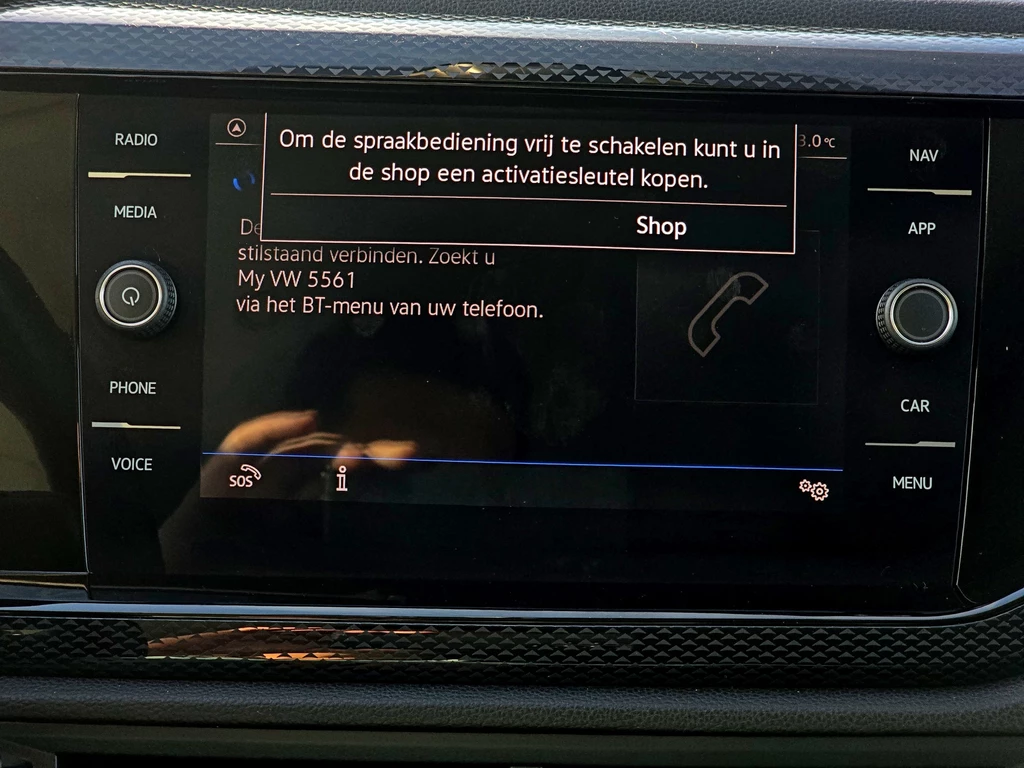 RADIO
MEDIA
PHONE
VOICE
Om de spraakbediening vrij te schakelen kunt u in
de shop een activatiesleutel kopen.
Shop
.0 °C
De
stilstaand verbinden. Zoekt u
My VW 5561
via het BT-menu van uw telefoon.
SOS
i
NAV
APP
CAR
MENU